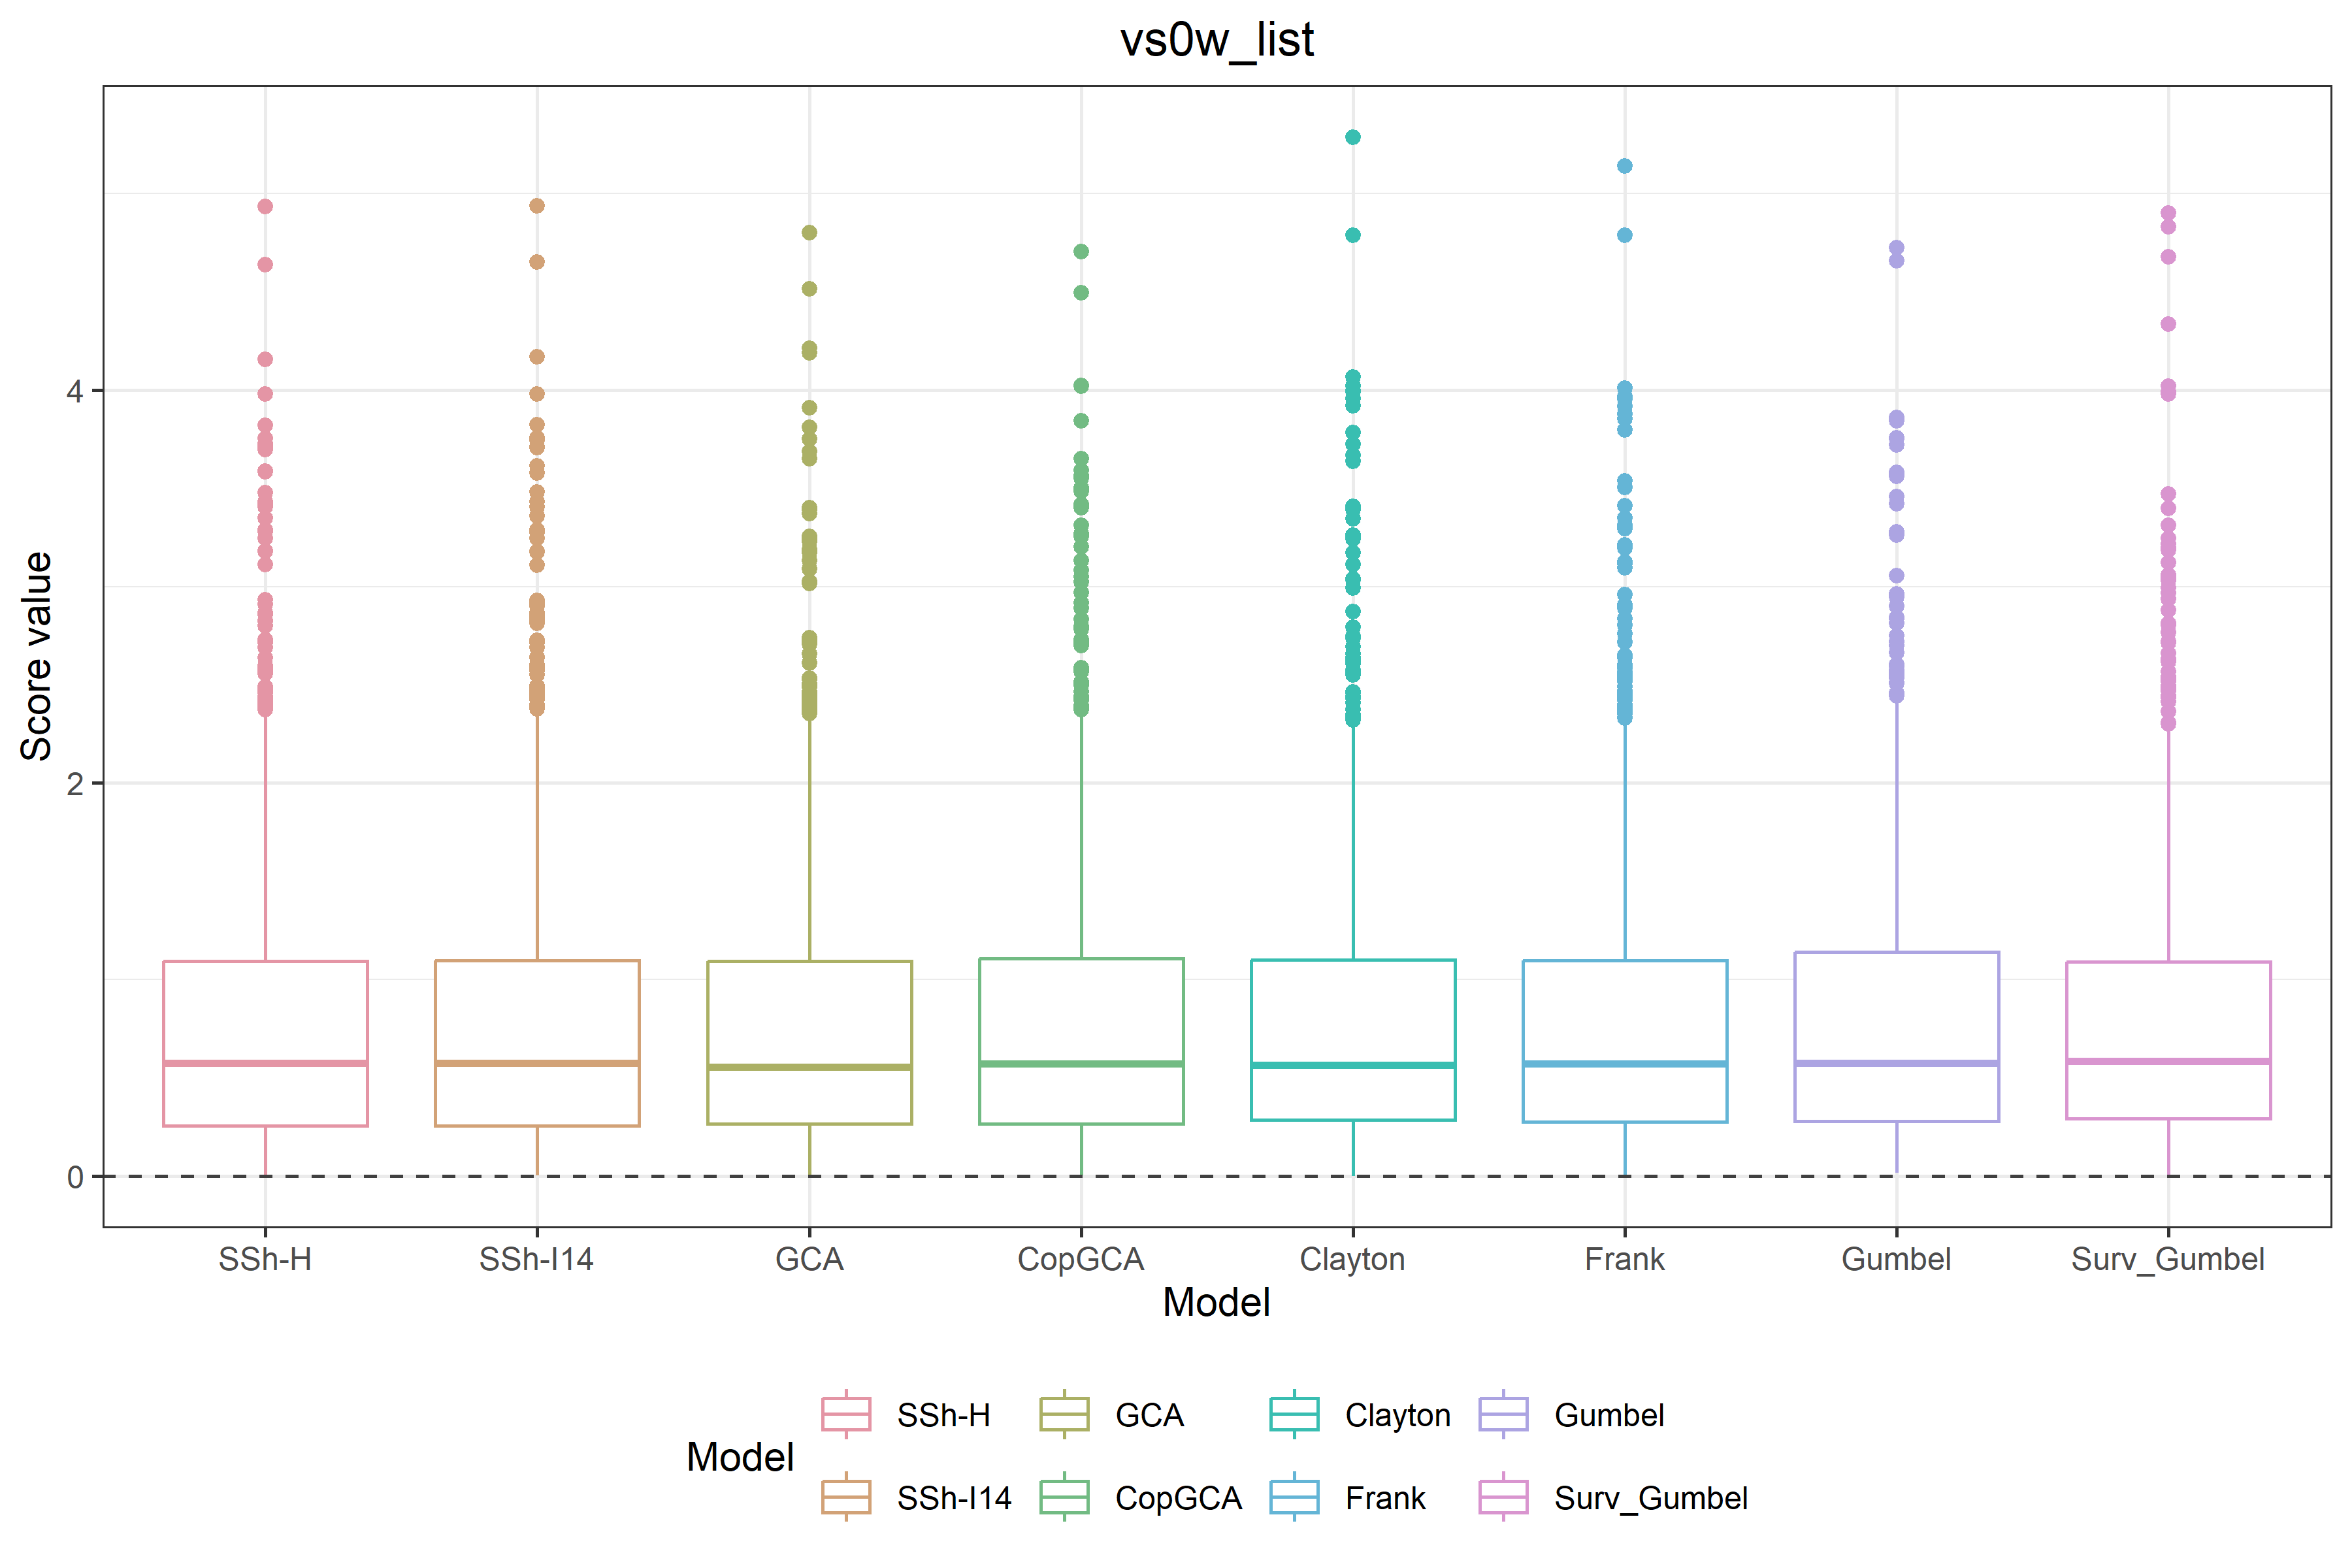 vs0w_list
Score value
4
2
0
SSh-H SSh-I14 GCA CopGCA Clayton Frank Gumbel Surv_Gumbel
Model
Model
SSh-H GCA Clayton Gumbel
SSh-I14 CopGCA Frank Surv_Gumbel